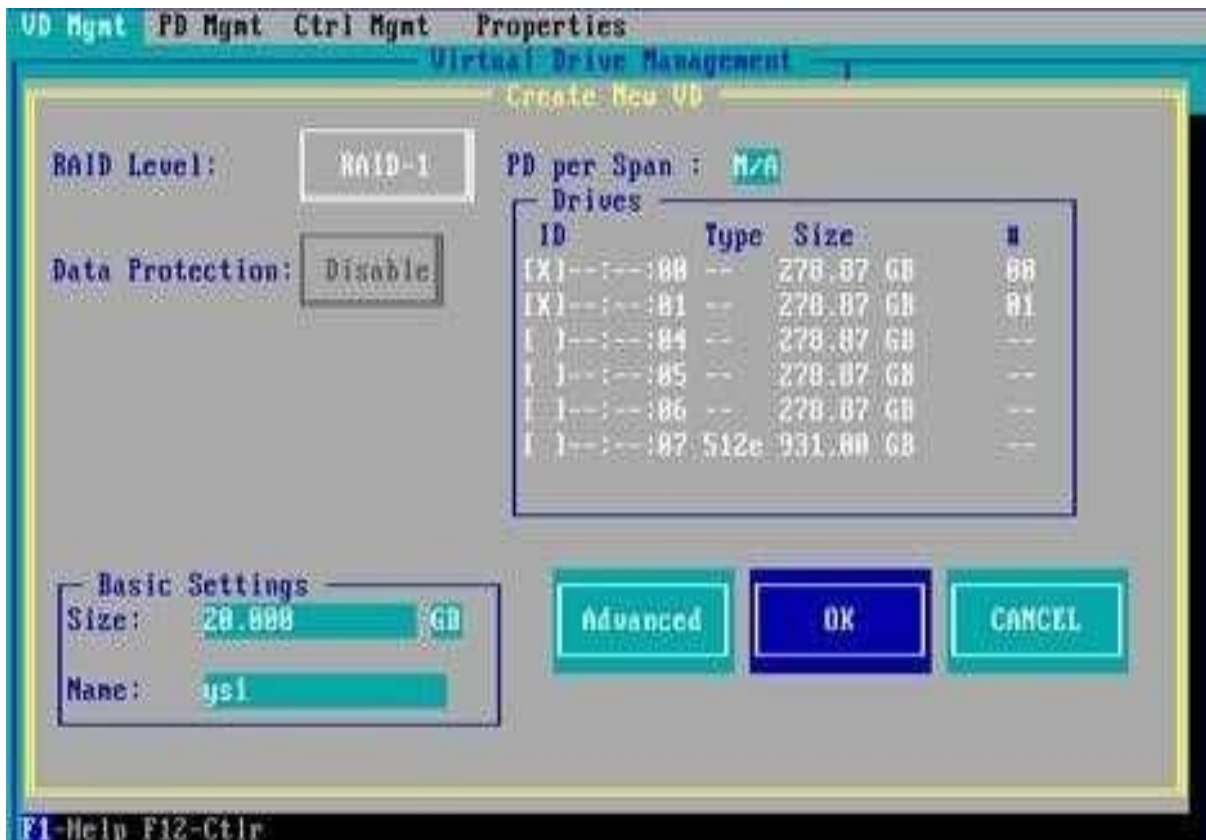 VD Mgmt PD Mgmt Ctrl Mgmt Properties
Virtual Drive Management
Create New VD
RAID Level: RAID-1 PD per Span : N/A
Drives
ID Type Size #
Data Protection: Disable
[X]--:--:00 -- 278.87 GB 00
[X]--:--:01 -- 278.87 GB 01
[ ]--:--:04 -- 278.87 GB --
[ ]--:--:05 -- 278.87 GB --
[ ]--:--:06 -- 278.87 GB --
[ ]--:--:07 512e 931.00 GB --
Basic Settings
Size: 20.000 GB
Name: ys1
Advanced OK CANCEL
F1-Help F12-Ctlr